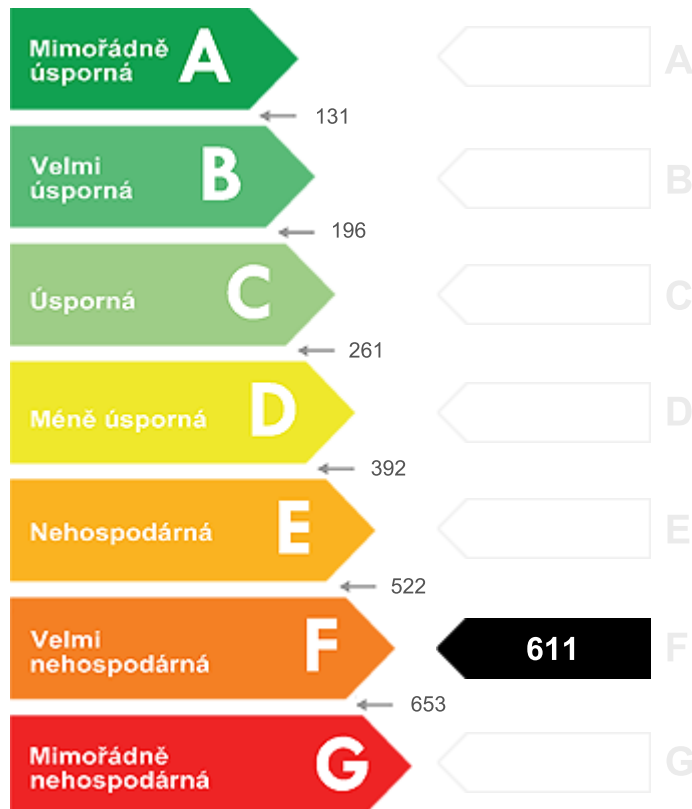 Mimořádně
úsporná
A
A
131
Velmi
úsporná
B
B
196
Úsporná
C
C
261
Méně úsporná
D
D
392
Nehospodárná
E
E
522
Velmi
nehospodárná
F
611
F
653
Mimořádně
nehospodárná
G
G